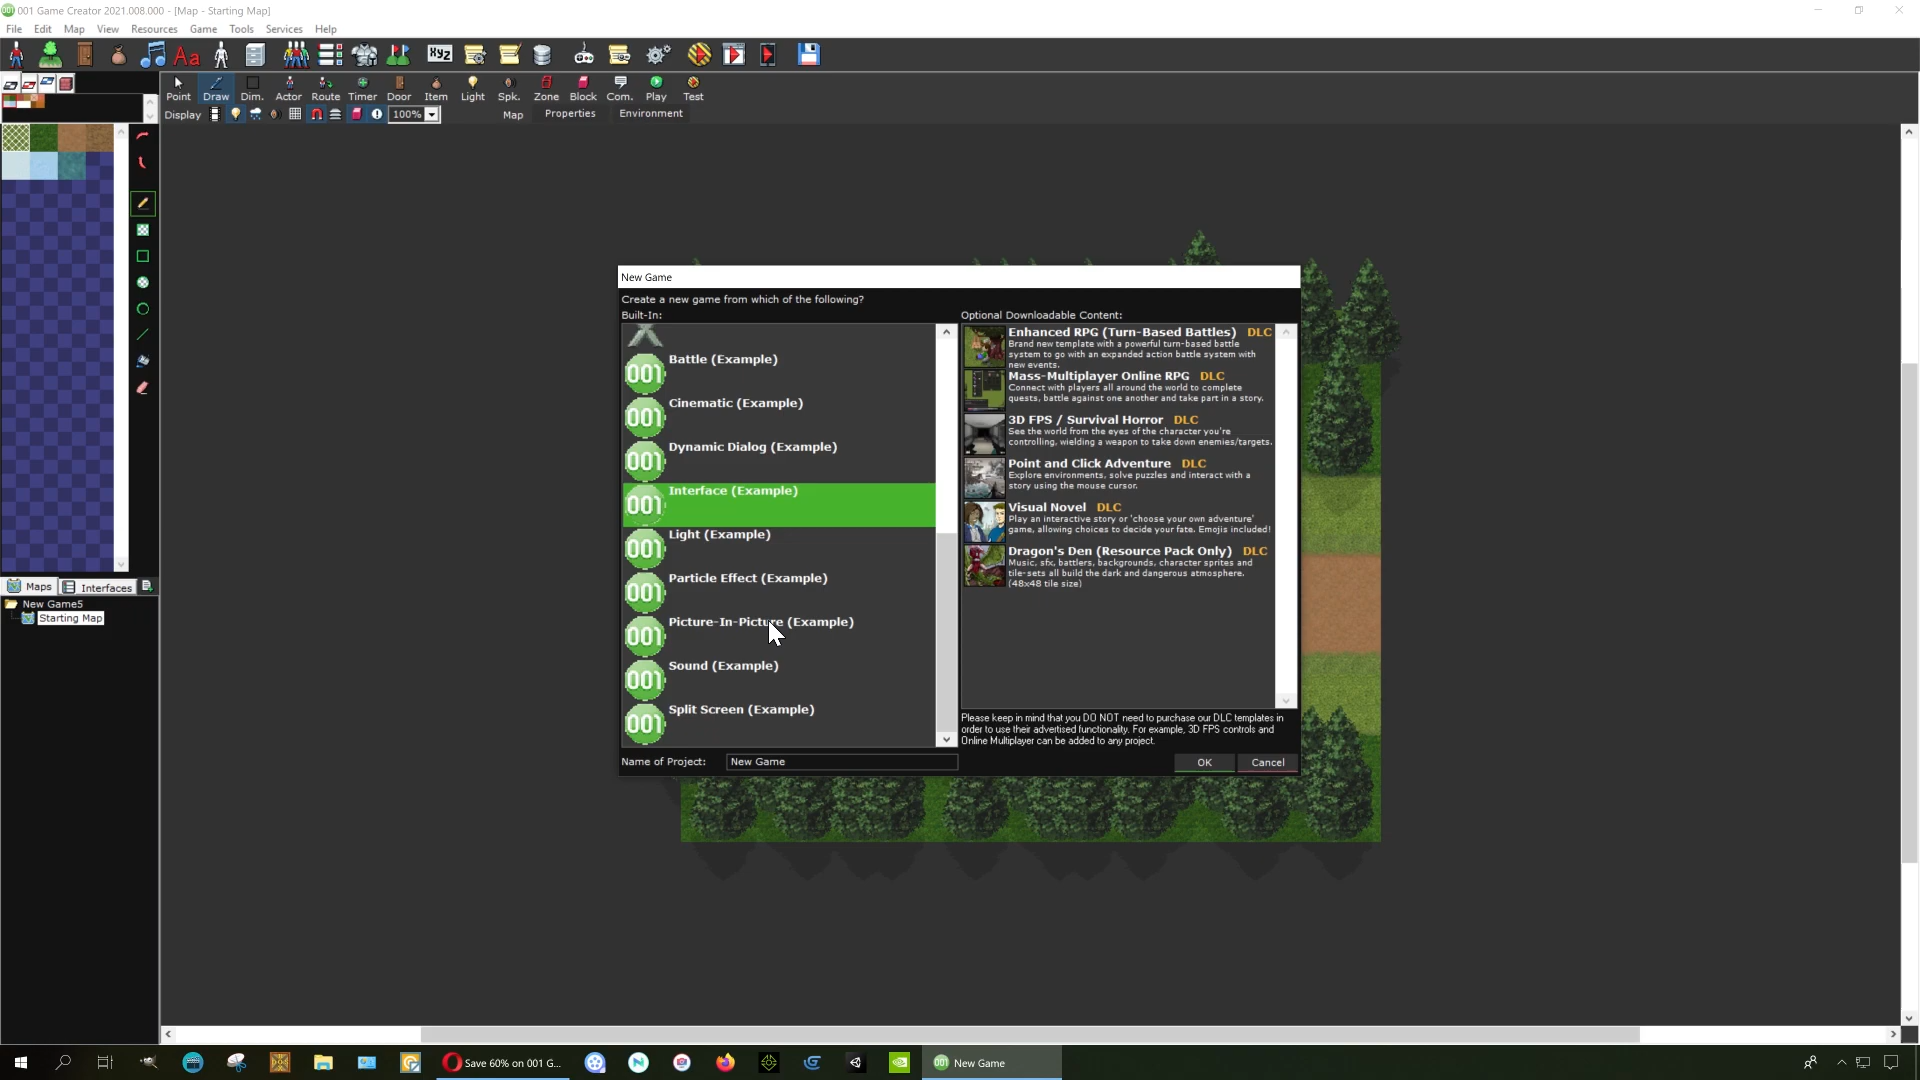 001 Game Creator 2021.008.000 - [Map - Starting Map]
File Edit Map View Resources Game Tools Services Help
Aa
XYZ
Point Draw Dim. Actor Route Timer Door Item Light Spk. Zone Block Com. Play Test
Display 100% Map Properties Environment
New Game
Create a new game from which of the following?
Built-In:
Battle (Example)
001
Cinematic (Example)
001
Dynamic Dialog (Example)
001
Interface (Example)
001
Light (Example)
001
Particle Effect (Example)
001
Picture-In-Picture (Example)
001
Sound (Example)
001
Split Screen (Example)
001
Optional Downloadable Content:
Enhanced RPG (Turn-Based Battles) DLC
Brand new template with a powerful turn-based battle
system to go with an expanded action battle system with
new events.
Mass-Multiplayer Online RPG DLC
Connect with players all around the world to complete
quests, battle against one another and take part in a story.
3D FPS / Survival Horror DLC
See the world from the eyes of the character you're
controlling, wielding a weapon to take down enemies/targets.
Point and Click Adventure DLC
Explore environments, solve puzzles and interact with a
story using the mouse cursor.
Visual Novel DLC
Play an interactive story or 'choose your own adventure'
game, allowing choices to decide your fate. Emojis included!
Dragon's Den (Resource Pack Only) DLC
Music, sfx, battlers, backgrounds, character sprites and
tile-sets all build the dark and dangerous atmosphere.
(48x48 tile size)
Please keep in mind that you DO NOT need to purchase our DLC templates in
order to use their advertised functionality. For example, 3D FPS controls and
Online Multiplayer can be added to any project.
Name of Project: New Game
OK Cancel
Maps Interfaces
New Game5
Starting Map
Save 60% on 001 G...
001 New Game